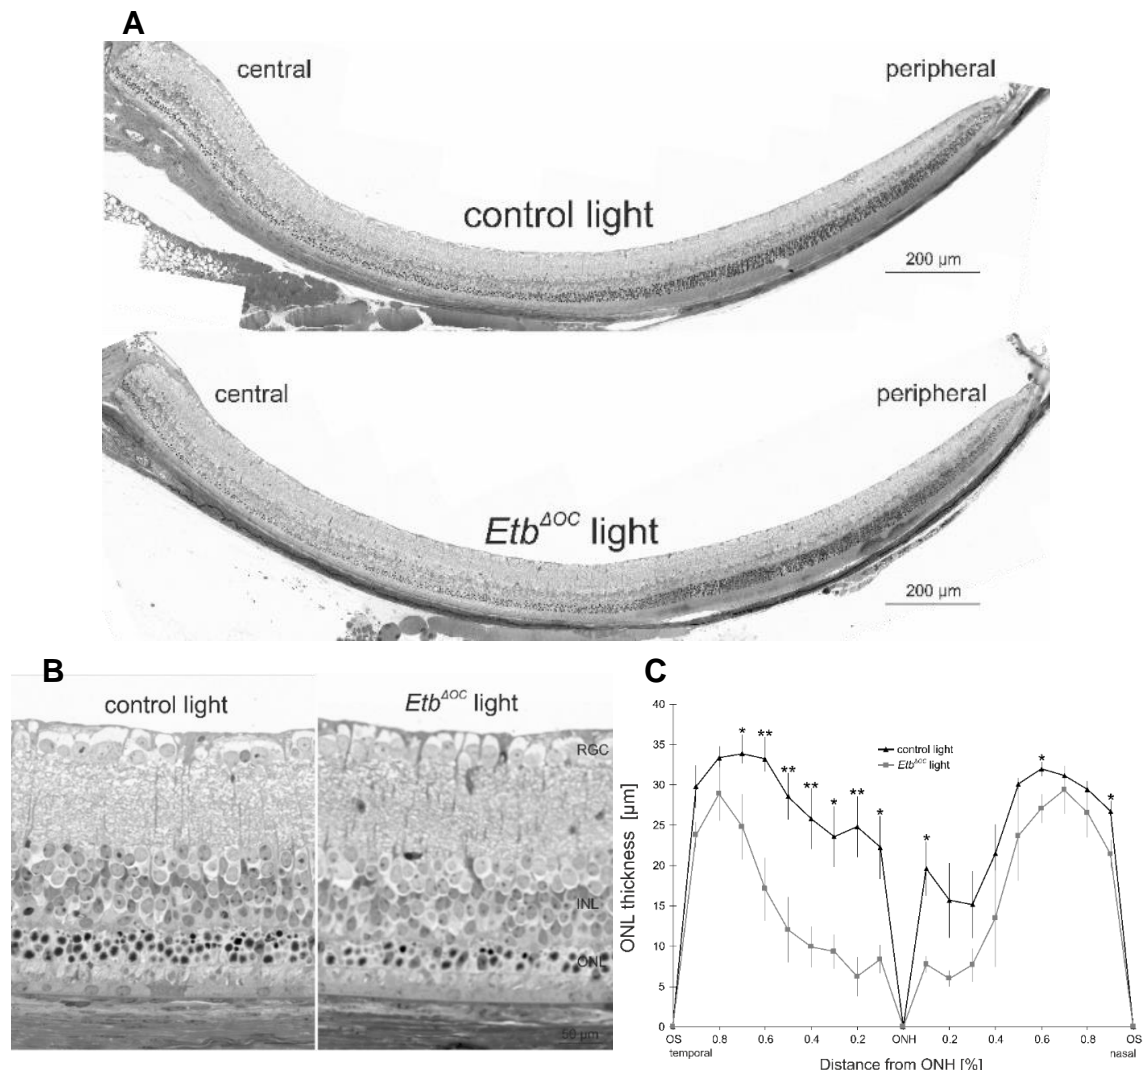 A
central
peripheral
control light
200 µm
central
peripheral
Etb^ΔOC light
200 µm
B
control light
Etb^ΔOC light
RGC
INL
ONL
50 µm
C
ONL thickness [µm]
40
35
30
25
20
15
10
5
0
control light
Etb^ΔOC light
* ** ** ** * ** * * * *
OS 0.8 0.6 0.4 0.2 ONH 0.2 0.4 0.6 0.8 OS
temporal nasal
Distance from ONH [%]